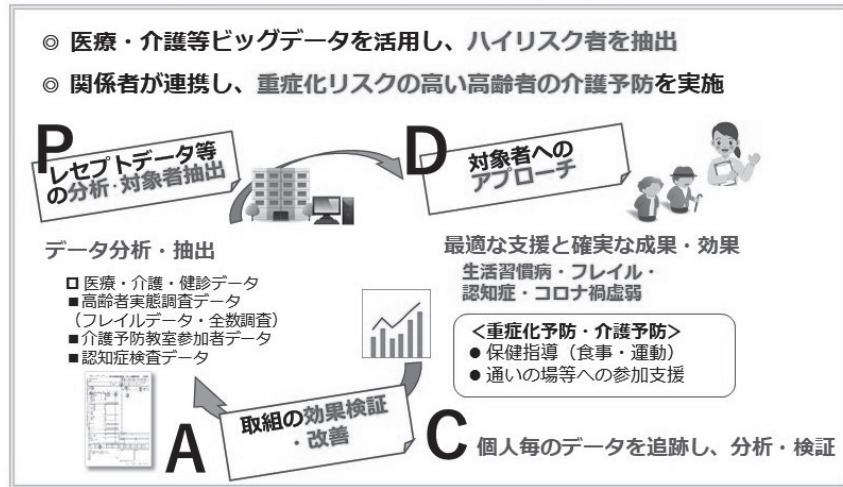 ◎ 医療・介護等ビッグデータを活用し、ハイリスク者を抽出
◎ 関係者が連携し、重症化リスクの高い高齢者の介護予防を実施
P
レセプトデータ等
の分析・対象者抽出
D
対象者への
アプローチ
データ分析・抽出
□ 医療・介護・健診データ
■高齢者実態調査データ
（フレイルデータ・全数調査）
■介護予防教室参加者データ
■認知症検査データ
最適な支援と確実な成果・効果
生活習慣病・フレイル・
認知症・コロナ禍虚弱
＜重症化予防・介護予防＞
● 保健指導（食事・運動）
● 通いの場等への参加支援
A
取組の効果検証
・改善
C
個人毎のデータを追跡し、分析・検証